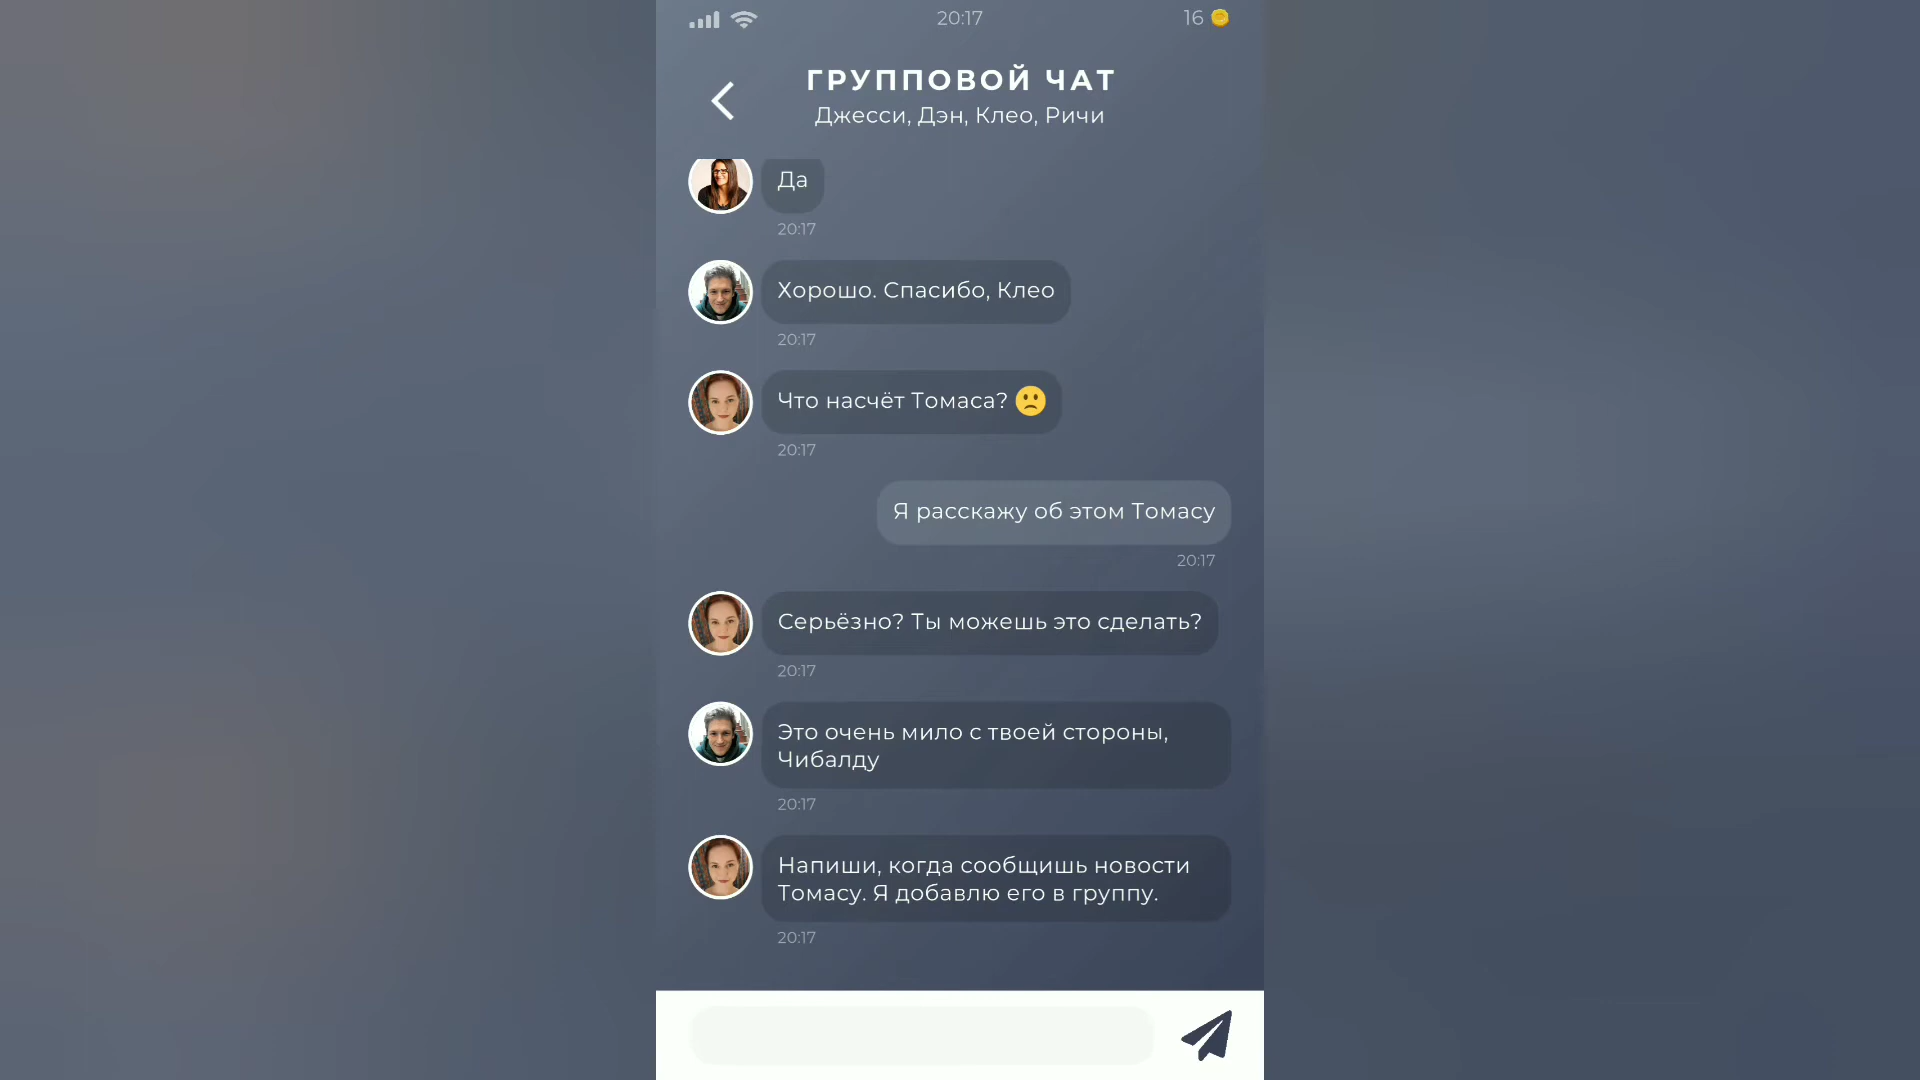 20:17
16
ГРУППОВОЙ ЧАТ
Джесси, Дэн, Клео, Ричи
Да
20:17
Хорошо. Спасибо, Клео
20:17
Что насчёт Томаса? 🙁
20:17
Я расскажу об этом Томасу
20:17
Серьёзно? Ты можешь это сделать?
20:17
Это очень мило с твоей стороны,
Чибалду
20:17
Напиши, когда сообщишь новости
Томасу. Я добавлю его в группу.
20:17